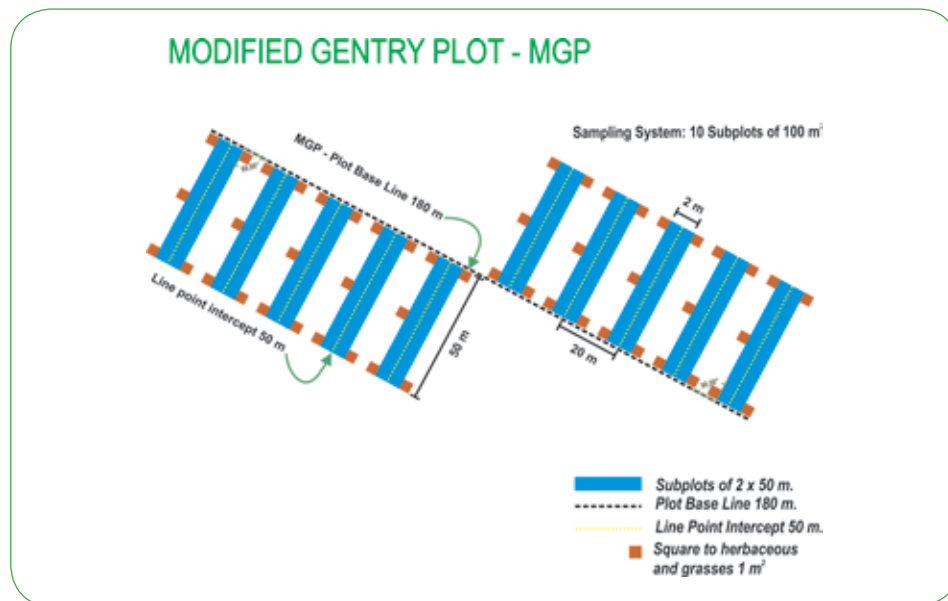 MODIFIED GENTRY PLOT - MGP
Sampling System: 10 Subplots of 100 m²
MGP - Plot Base Line 180 m
2 m
Line point intercept 50 m
50 m
20 m
Subplots of 2 x 50 m.
Plot Base Line 180 m.
Line Point Intercept 50 m.
Square to herbaceous
and grasses 1 m²